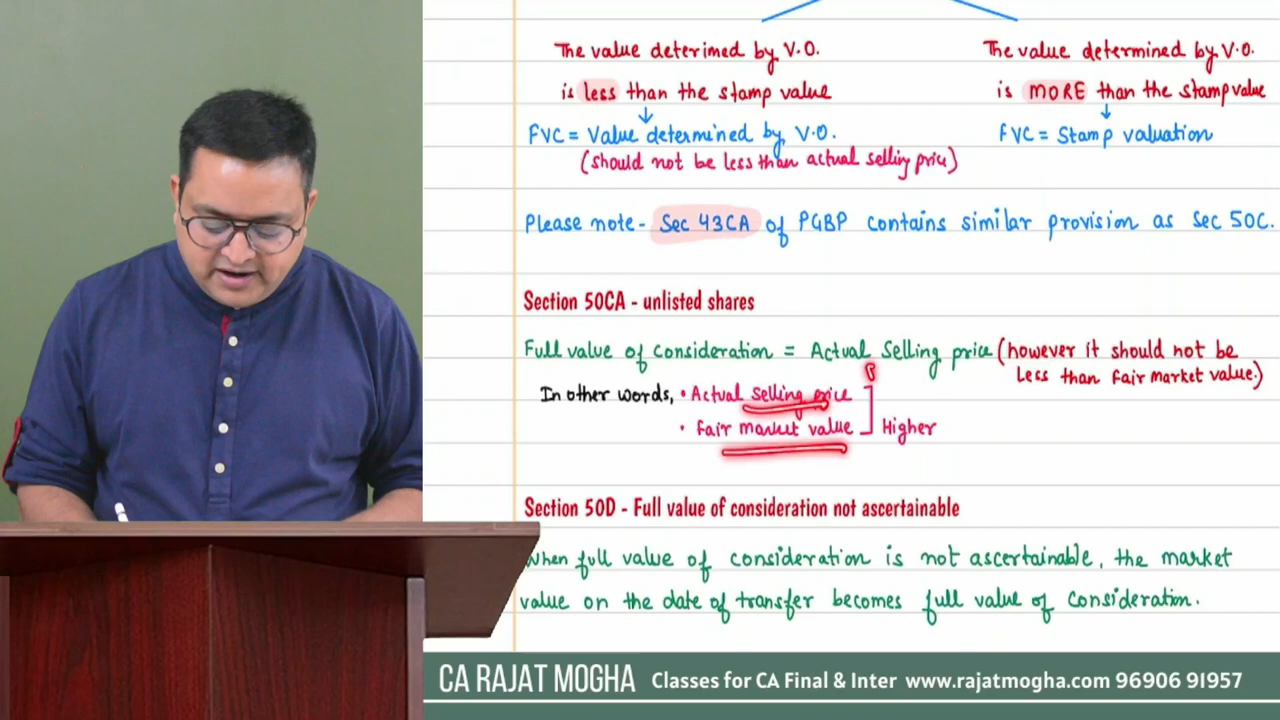 The value deterimed by V.O.
is less than the stamp value
FVC = Value determined by V.O.
(should not be less than actual selling price)
The value determined by V.O.
is MORE than the stamp value
FVC = Stamp valuation
Please note- Sec 43CA of PGBP contains similar provision as Sec 50C.
Section 50CA - unlisted shares
Full value of consideration = Actual Selling price (however it should not be
less than fair market value)
In other words, • Actual selling price
• fair market value
Higher
Section 50D - Full value of consideration not ascertainable
When full value of consideration is not ascertainable, the market
value on the date of transfer becomes full value of consideration.
CA RAJAT MOGHA Classes for CA Final & Inter www.rajatmogha.com 96906 91957